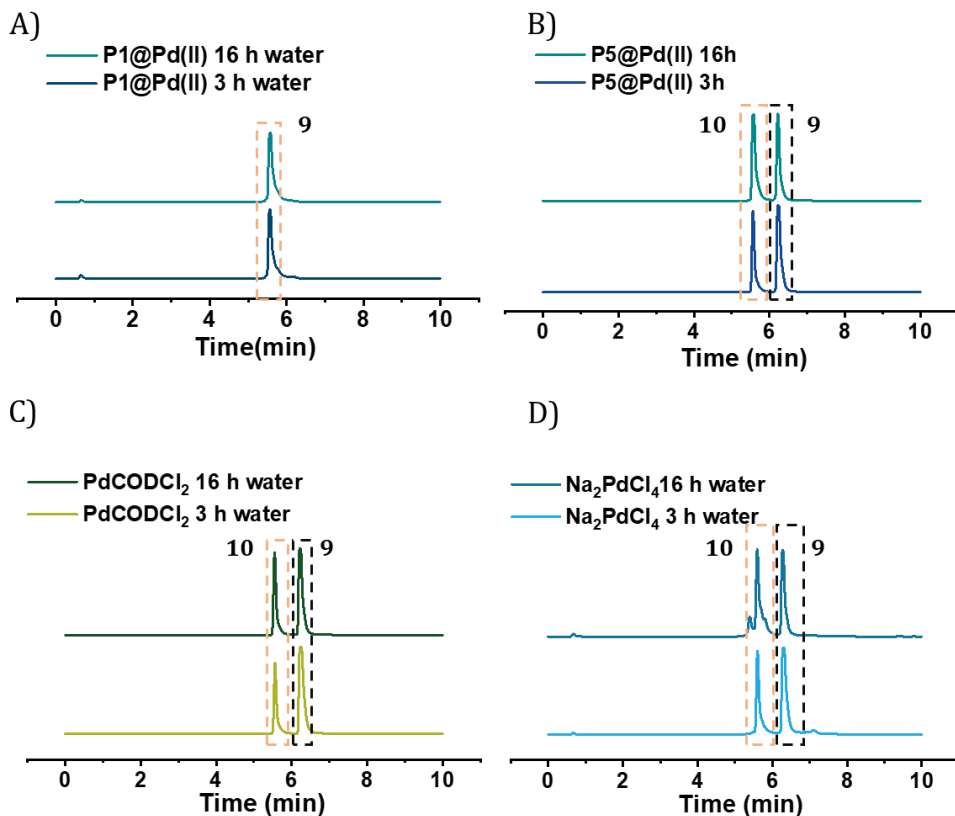 A)
P1@Pd(II) 16 h water
P1@Pd(II) 3 h water
9
0 2 4 6 8 10
Time(min)
B)
P5@Pd(II) 16h
P5@Pd(II) 3h
10 9
0 2 4 6 8 10
Time (min)
C)
PdCODCl₂ 16 h water
PdCODCl₂ 3 h water
10 9
0 2 4 6 8 10
Time (min)
D)
Na₂PdCl₄16 h water
Na₂PdCl₄ 3 h water
10 9
0 2 4 6 8 10
Time (min)